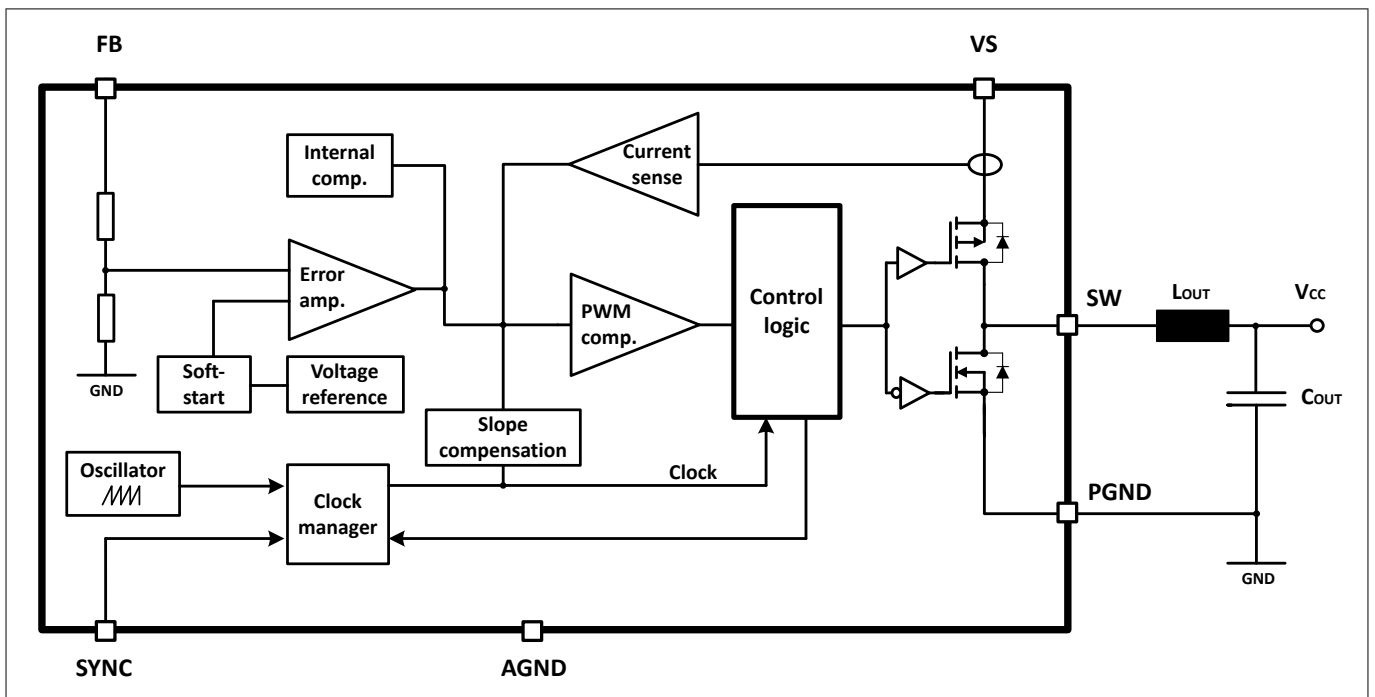 FB
VS
Internal
comp.
Current
sense
Error
amp.
PWM
comp.
Control
logic
SW
LOUT
VCC
GND
Soft-
start
Voltage
reference
COUT
Slope
compensation
Oscillator
Clock
manager
Clock
PGND
GND
SYNC
AGND